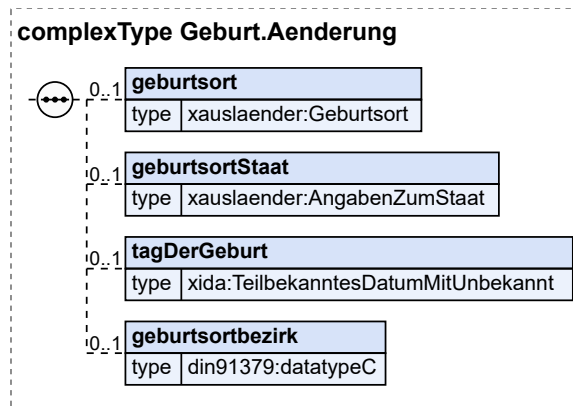 complexType Geburt.Aenderung
0..1 geburtsort
type xauslaender:Geburtsort
0..1 geburtsortStaat
type xauslaender:AngabenZumStaat
0..1 tagDerGeburt
type xida:TeilbekanntesDatumMitUnbekannt
0..1 geburtsortbezirk
type din91379:datatypeC